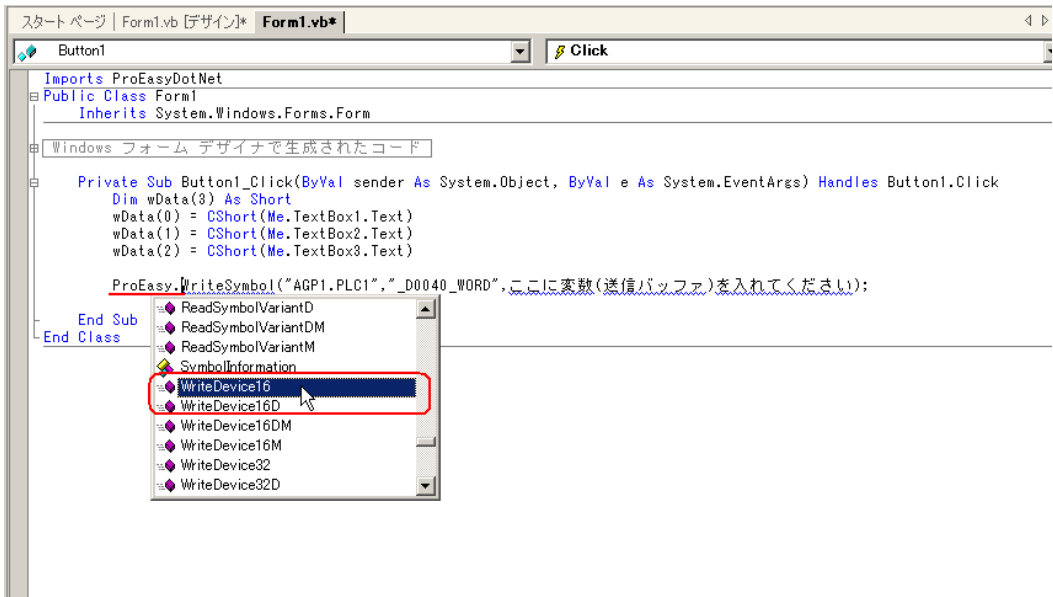 スタート ページ | Form1.vb [デザイン]* Form1.vb*
Button1 Click
Imports ProEasyDotNet
Public Class Form1
Inherits System.Windows.Forms.Form
Windows フォーム デザイナで生成されたコード
Private Sub Button1_Click(ByVal sender As System.Object, ByVal e As System.EventArgs) Handles Button1.Click
Dim wData(3) As Short
wData(0) = CShort(Me.TextBox1.Text)
wData(1) = CShort(Me.TextBox2.Text)
wData(2) = CShort(Me.TextBox3.Text)
ProEasy.WriteSymbol("AGP1.PLC1","_D0040_WORD",ここに変数(送信バッファ)を入れてください);
End Sub
End Class
ReadSymbolVariantD
ReadSymbolVariantDM
ReadSymbolVariantM
SymbolInformation
WriteDevice16
WriteDevice16D
WriteDevice16DM
WriteDevice16M
WriteDevice32
WriteDevice32D